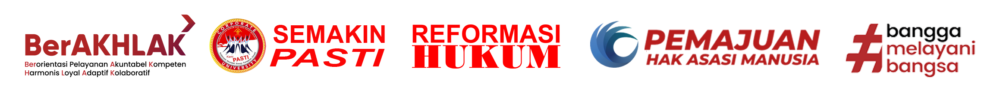 BerAKHLAK
Berorientasi Pelayanan Akuntabel Kompeten
Harmonis Loyal Adaptif Kolaboratif
CORPORATE
UNIVERSITY
Kami
PASTI
SEMAKIN
PASTI
REFORMASI
HUKUM
PEMAJUAN
HAK ASASI MANUSIA
#
bangga
melayani
bangsa